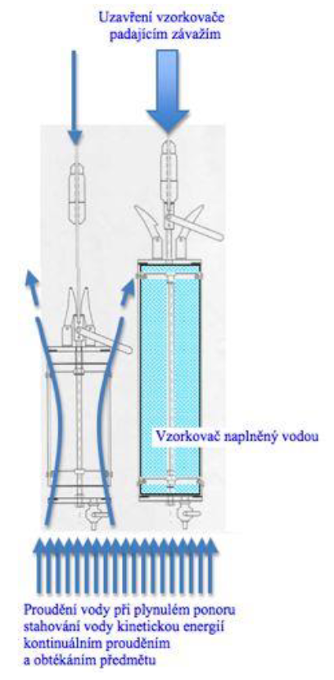 Uzavření vzorkovače
padajícím závažím
Vzorkovač naplněný vodou
Proudění vody při plynulém ponoru
stahování vody kinetickou energií
kontinuálním prouděním
a obtékáním předmětu